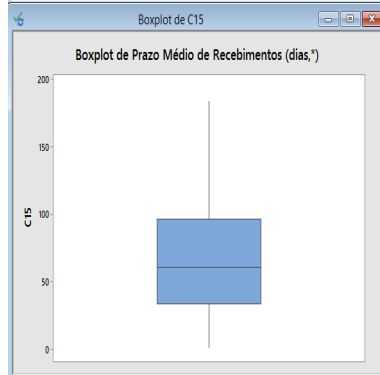 Boxplot de C15
Boxplot de Prazo Médio de Recebimentos (dias,*)
200
150
100
50
0
C15